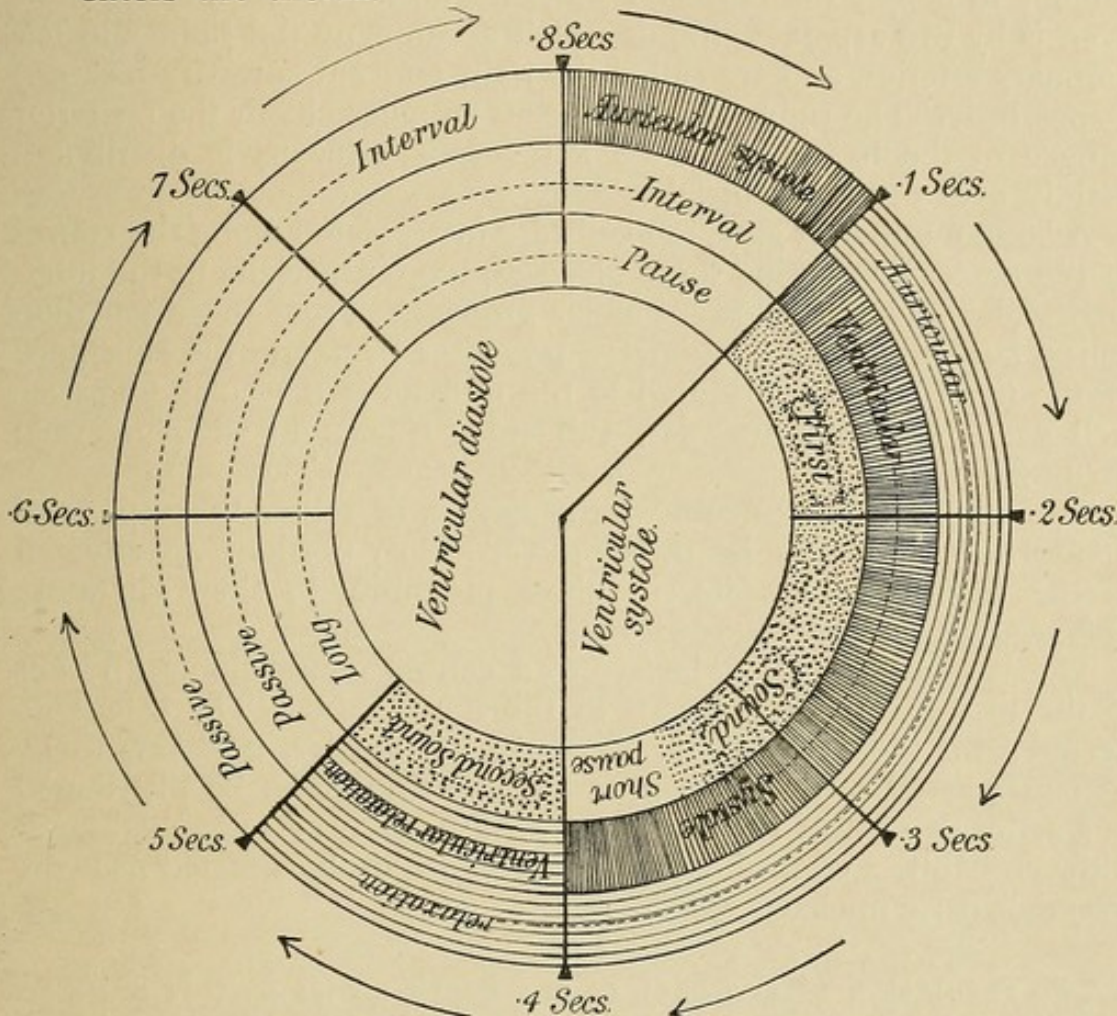 ·8 Secs
Auricular systole
Interval
Interval
Pause
7 Secs.
·1 Secs.
Auricular
Ventricular
First
Ventricular diastole
Ventricular
systole.
·6 Secs.
·2 Secs.
Long
Passive
Passive
Sound
Short
pause
Systole
Second Sound
Ventricular relaxation
relaxation
5 Secs.
·3 Secs.
·4 Secs.